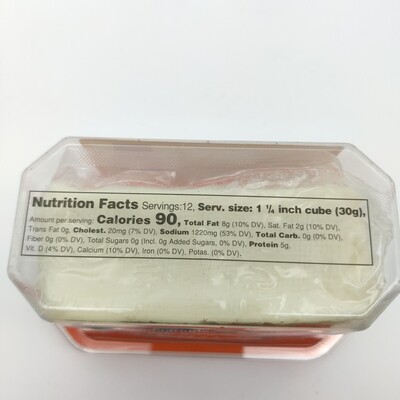 Nutrition Facts Servings:12, Serv. size: 1 ¼ inch cube (30g),
Amount per serving: Calories 90, Total Fat 8g (10% DV), Sat. Fat 2g (10% DV),
Trans Fat 0g, Cholest. 20mg (7% DV), Sodium 1220mg (53% DV), Total Carb. 0g (0% DV),
Fiber 0g (0% DV), Total Sugars 0g (Incl. 0g Added Sugars, 0% DV), Protein 5g,
Vit. D (4% DV), Calcium (10% DV), Iron (0% DV), Potas. (0% DV).